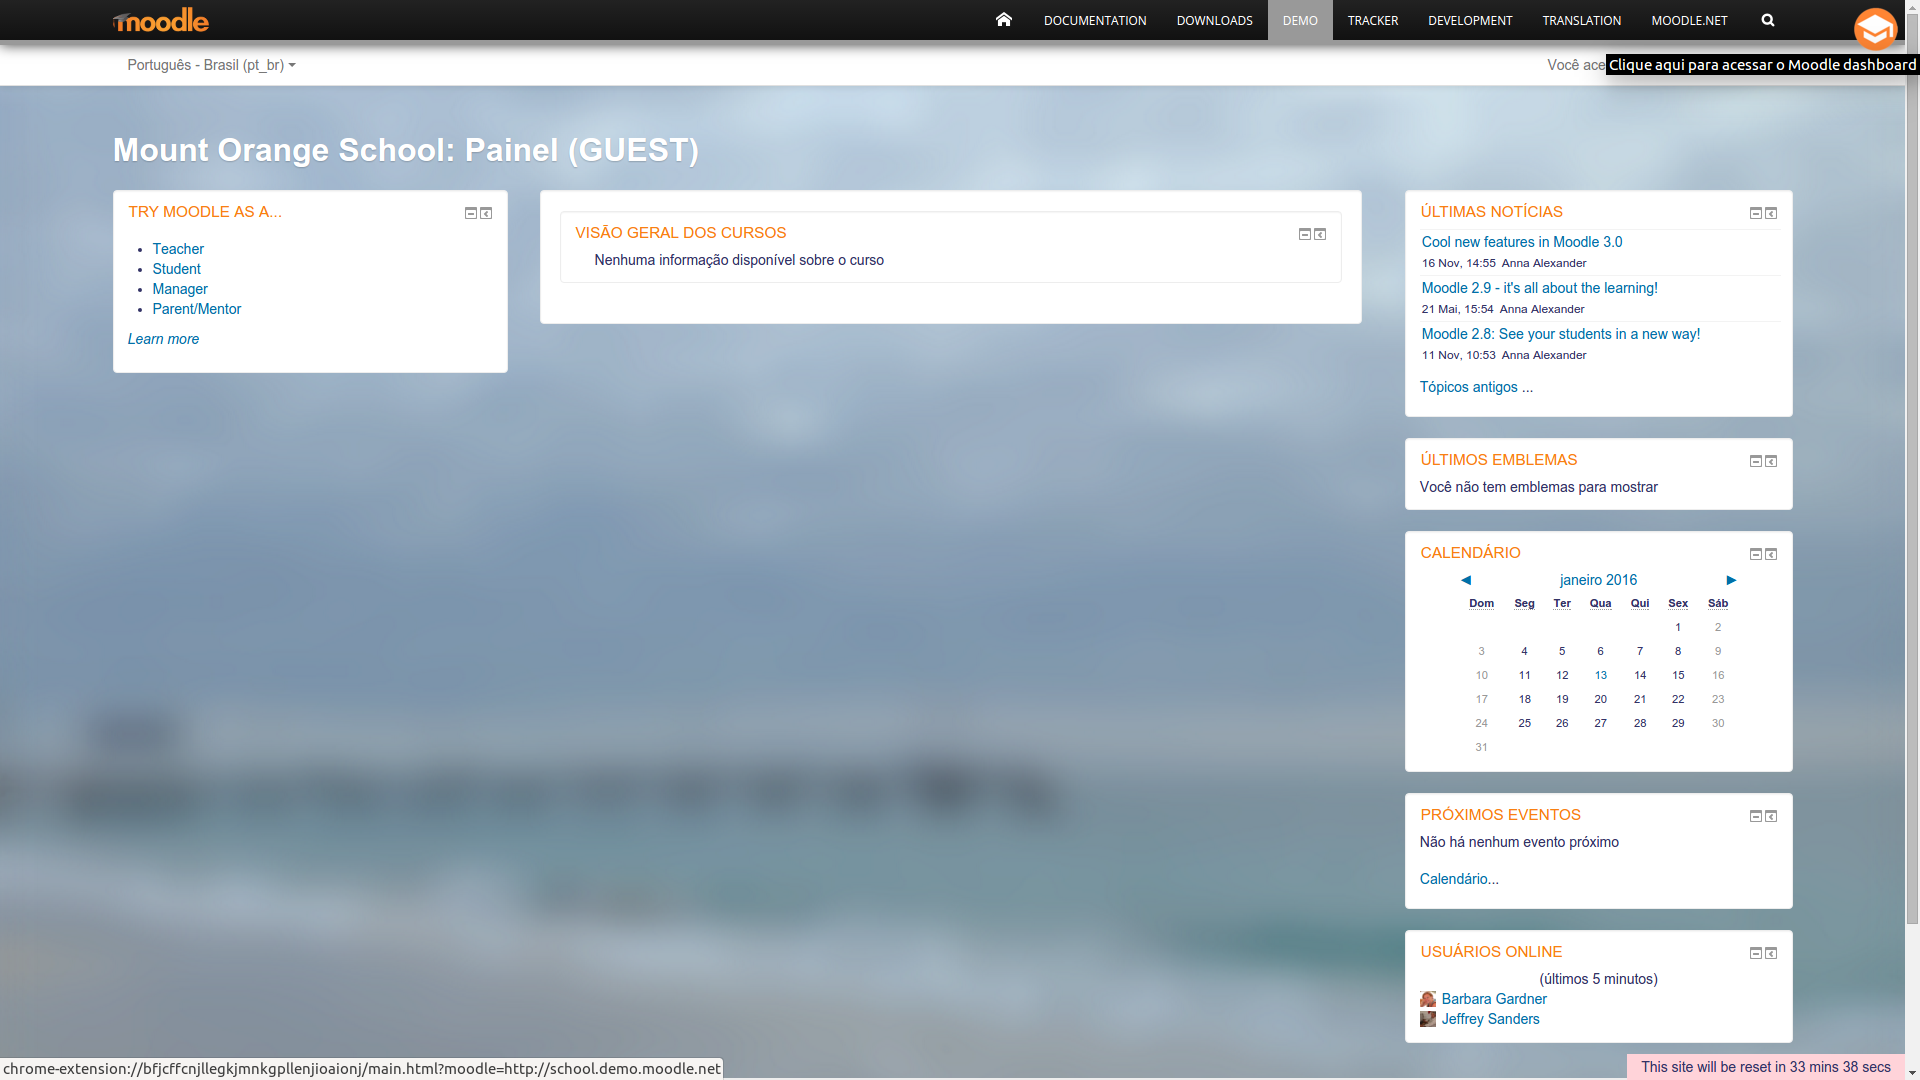 moodle
DOCUMENTATION DOWNLOADS DEMO TRACKER DEVELOPMENT TRANSLATION MOODLE.NET
Português - Brasil (pt_br)
Você ace
Clique aqui para acessar o Moodle dashboard
Mount Orange School: Painel (GUEST)
TRY MOODLE AS A...
Teacher
Student
Manager
Parent/Mentor
Learn more
VISÃO GERAL DOS CURSOS
Nenhuma informação disponível sobre o curso
ÚLTIMAS NOTÍCIAS
Cool new features in Moodle 3.0
16 Nov, 14:55 Anna Alexander
Moodle 2.9 - it's all about the learning!
21 Mai, 15:54 Anna Alexander
Moodle 2.8: See your students in a new way!
11 Nov, 10:53 Anna Alexander
Tópicos antigos ...
ÚLTIMOS EMBLEMAS
Você não tem emblemas para mostrar
CALENDÁRIO
◄ janeiro 2016 ►
Dom Seg Ter Qua Qui Sex Sáb
1 2
3 4 5 6 7 8 9
10 11 12 13 14 15 16
17 18 19 20 21 22 23
24 25 26 27 28 29 30
31
PRÓXIMOS EVENTOS
Não há nenhum evento próximo
Calendário...
USUÁRIOS ONLINE
(últimos 5 minutos)
Barbara Gardner
Jeffrey Sanders
chrome-extension://bfjcffcnjllegkjmnkgpllenjioaionj/main.html?moodle=http://school.demo.moodle.net
This site will be reset in 33 mins 38 secs